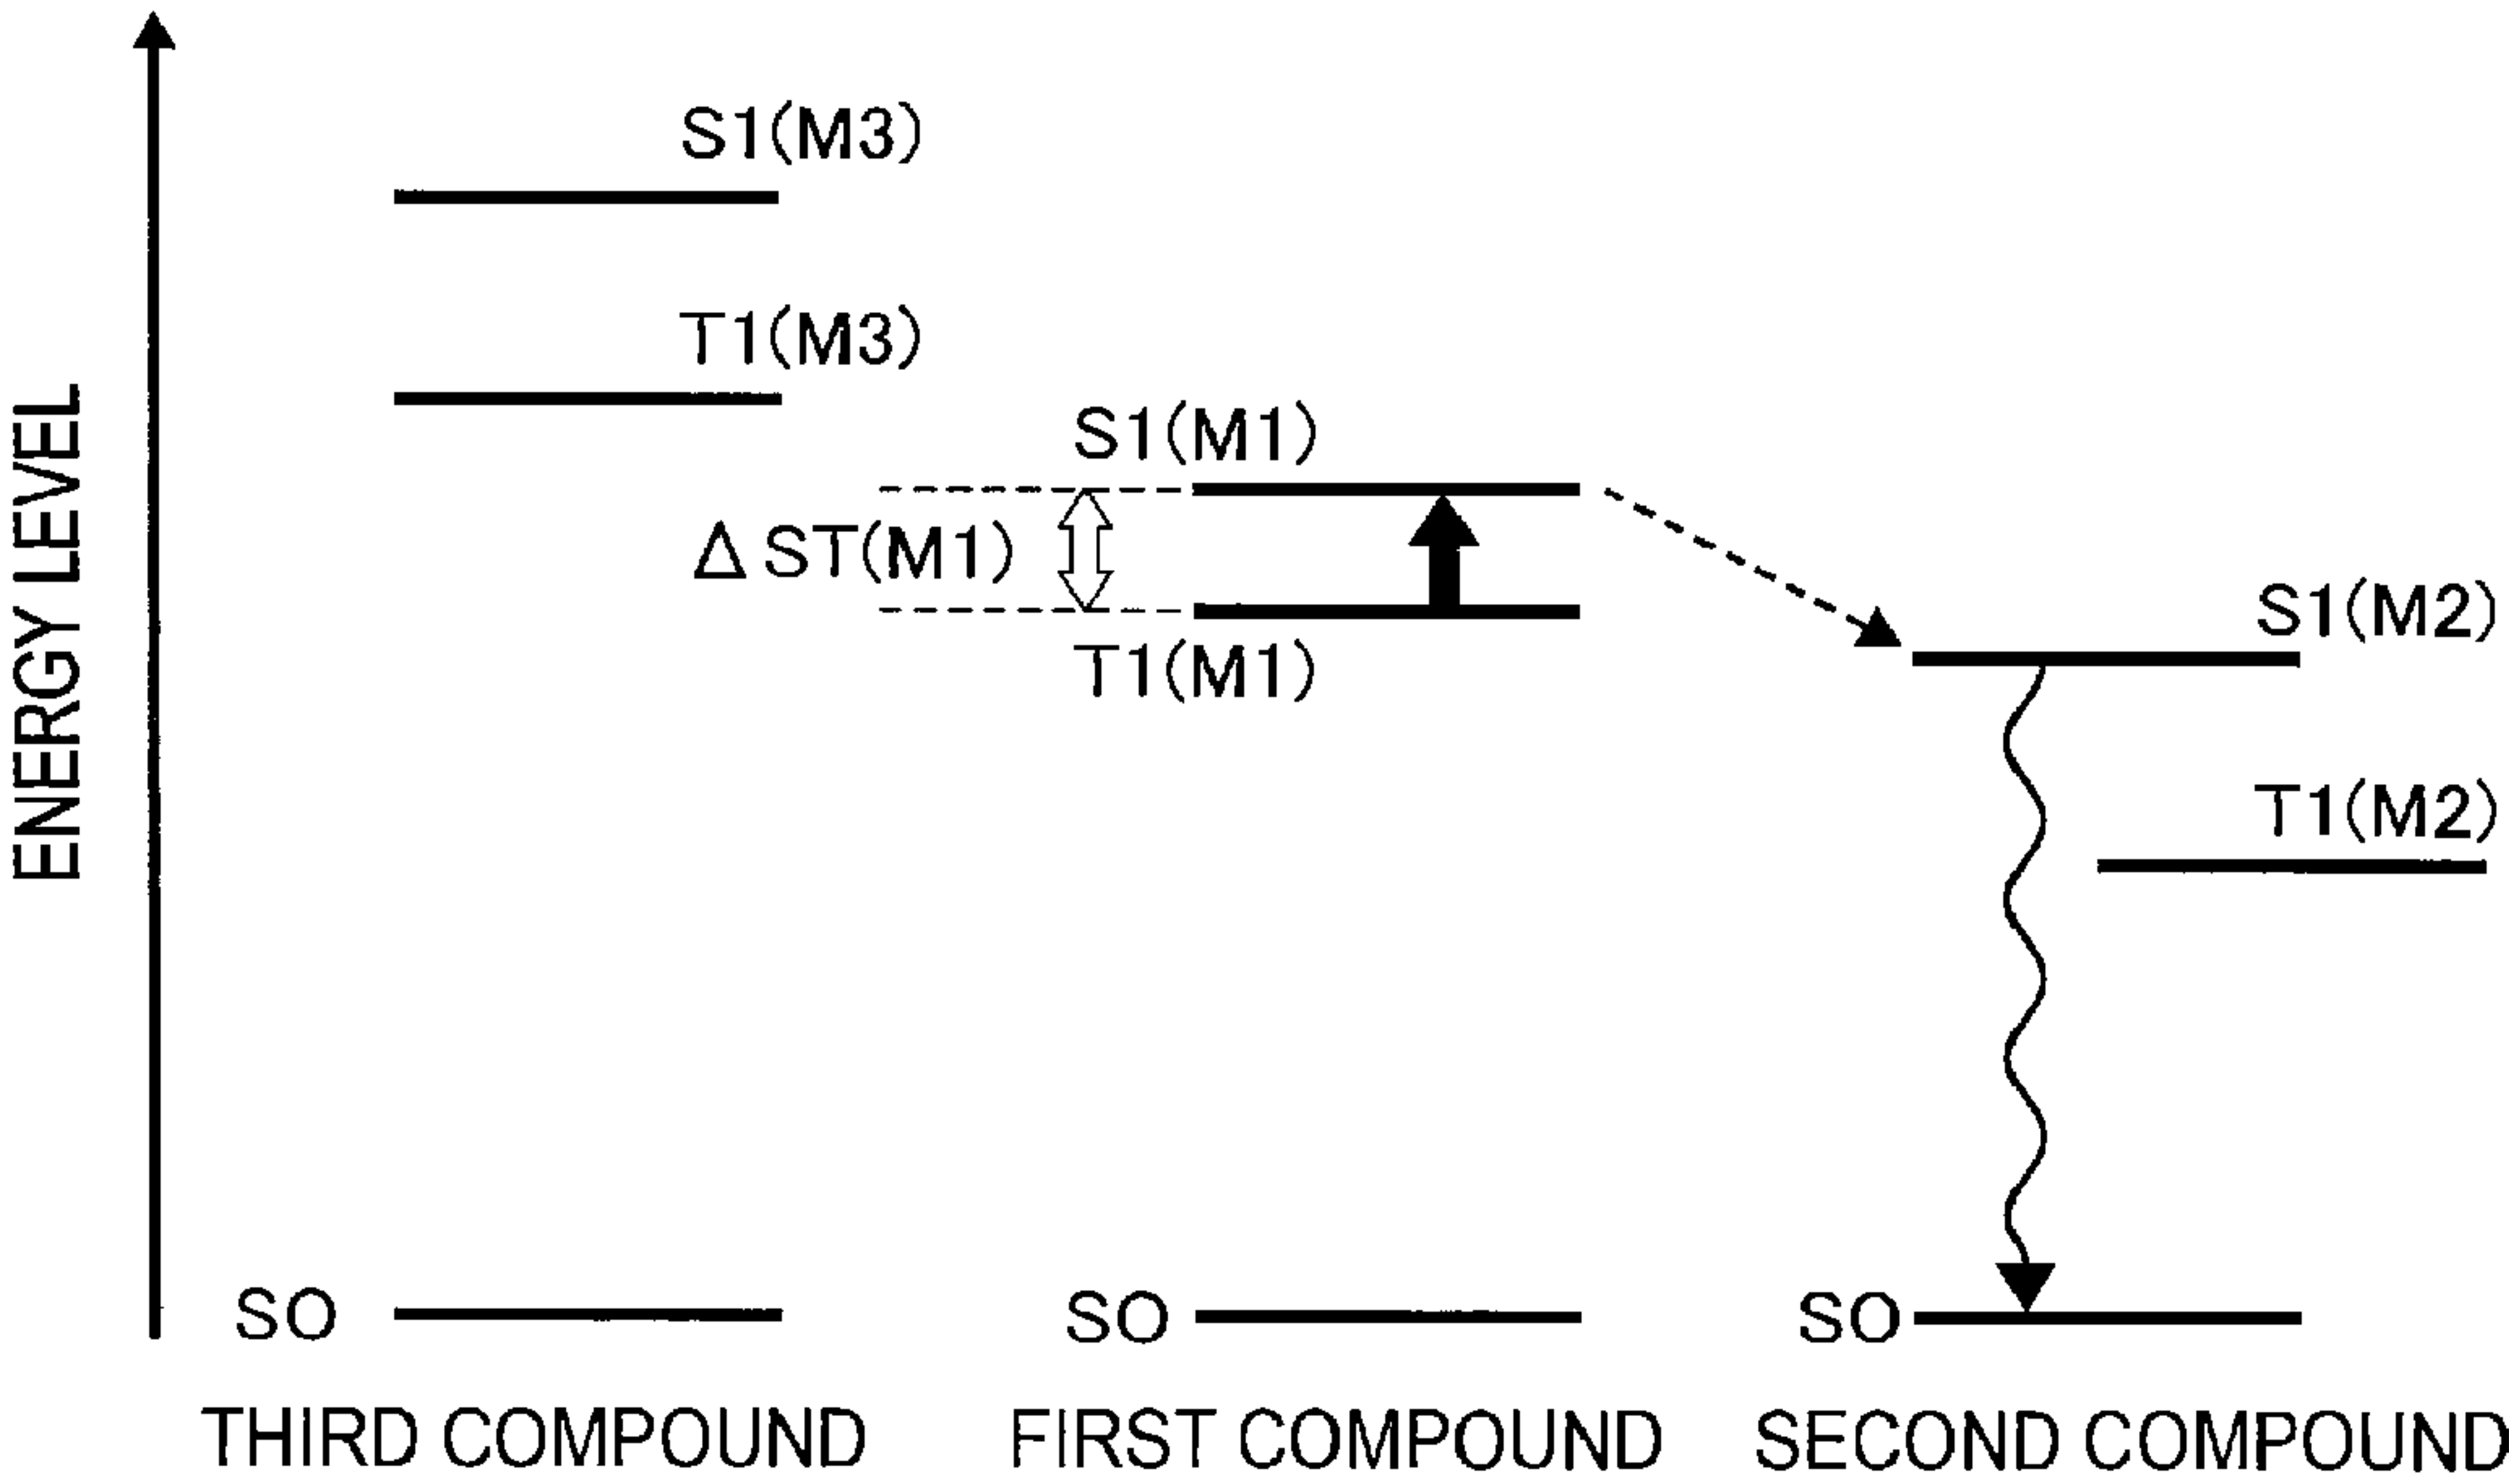 ENERGY LEVEL
S1(M3)
T1(M3)
S1(M1)
ΔST(M1)
T1(M1)
S1(M2)
T1(M2)
SO
SO
SO
THIRD COMPOUND
FIRST COMPOUND
SECOND COMPOUND